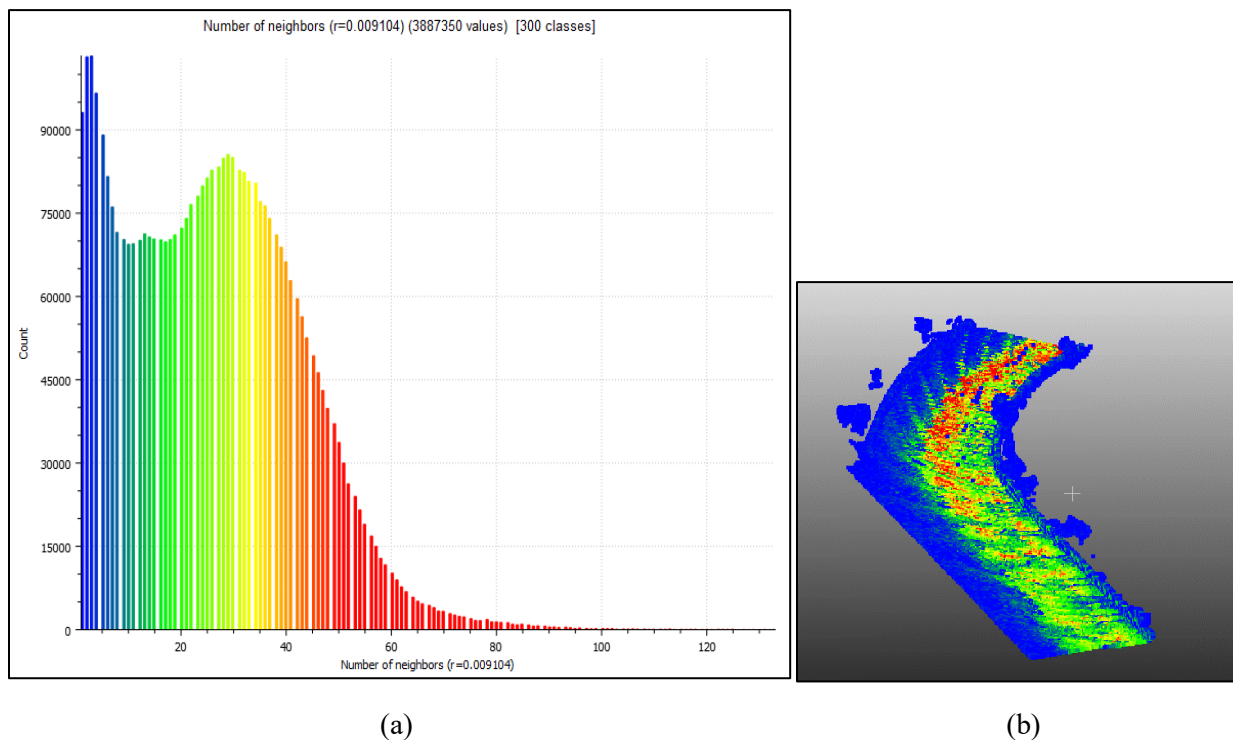 Number of neighbors (r=0.009104) (3887350 values) [300 classes]
90000
75000
60000
45000
30000
15000
0
Count
20
40
60
80
100
120
Number of neighbors (r=0.009104)
(a)
(b)